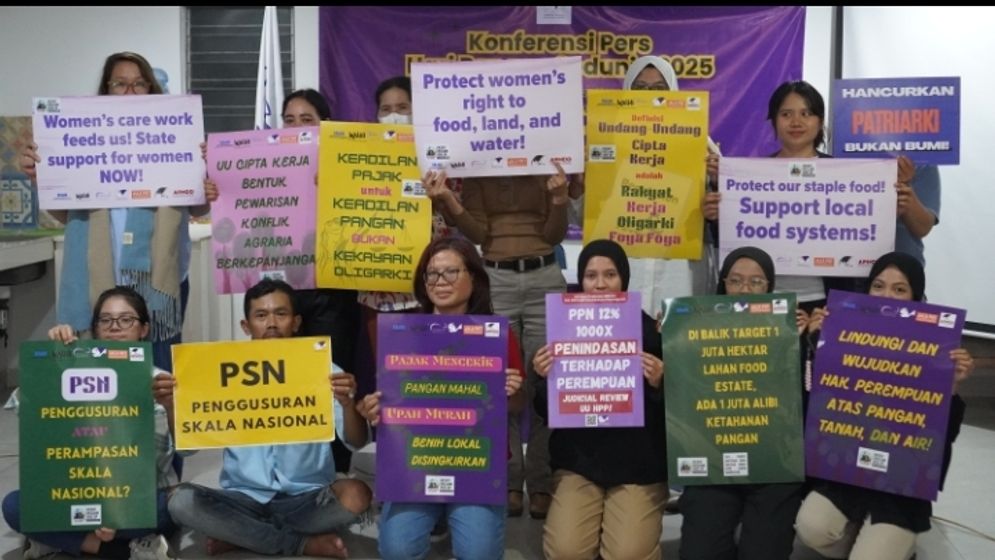 Konferensi Pers
2025
Women's care work
feeds us! State
support for women
NOW!
UU CIPTA KERJA
BENTUK
PEWARISAN
KONFLIK
AGRARIA
BERKEPANJANGAN
KEADILAN
PAJAK
untuk
KEADILAN
PANGAN
BUKAN
KEKAYAAN
OLIGARKI
Protect women's
right to
food, land, and
water!
Definisi
Undang-Undang
Cipta
Kerja
adalah
Rakyat
Kerja
Oligarki
Foya Foya
Protect our staple food!
Support local
food systems!
HANCURKAN
PATRIARKI
BUKAN BUMI!
PSN
PENGGUSURAN
ATAU
PERAMPASAN
SKALA
NASIONAL?
PSN
PENGGUSURAN
SKALA NASIONAL
PAJAK MENCEKIK
PANGAN MAHAL
UPAH MURAH
BENIH LOKAL
DISINGKIRKAN
PPN 12%
1000X
PENINDASAN
TERHADAP
PEREMPUAN
JUDICIAL REVIEW
UU HPP!
DI BALIK TARGET 1
JUTA HEKTAR
LAHAN FOOD
ESTATE,
ADA 1 JUTA ALIBI
KETAHANAN
PANGAN
LINDUNGI DAN
WUJUDKAN
HAK PEREMPUAN
ATAS PANGAN,
TANAH, DAN AIR!